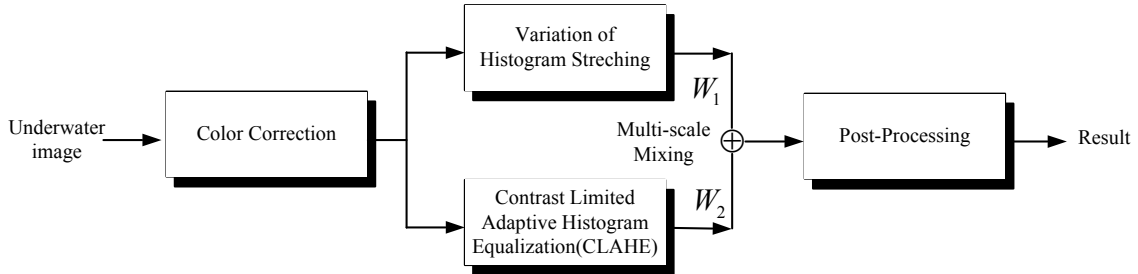 Underwater
image
Color Correction
Variation of
Histogram Streching
W₁
Multi-scale
Mixing
W₂
Contrast Limited
Adaptive Histogram
Equalization(CLAHE)
Post-Processing
Result